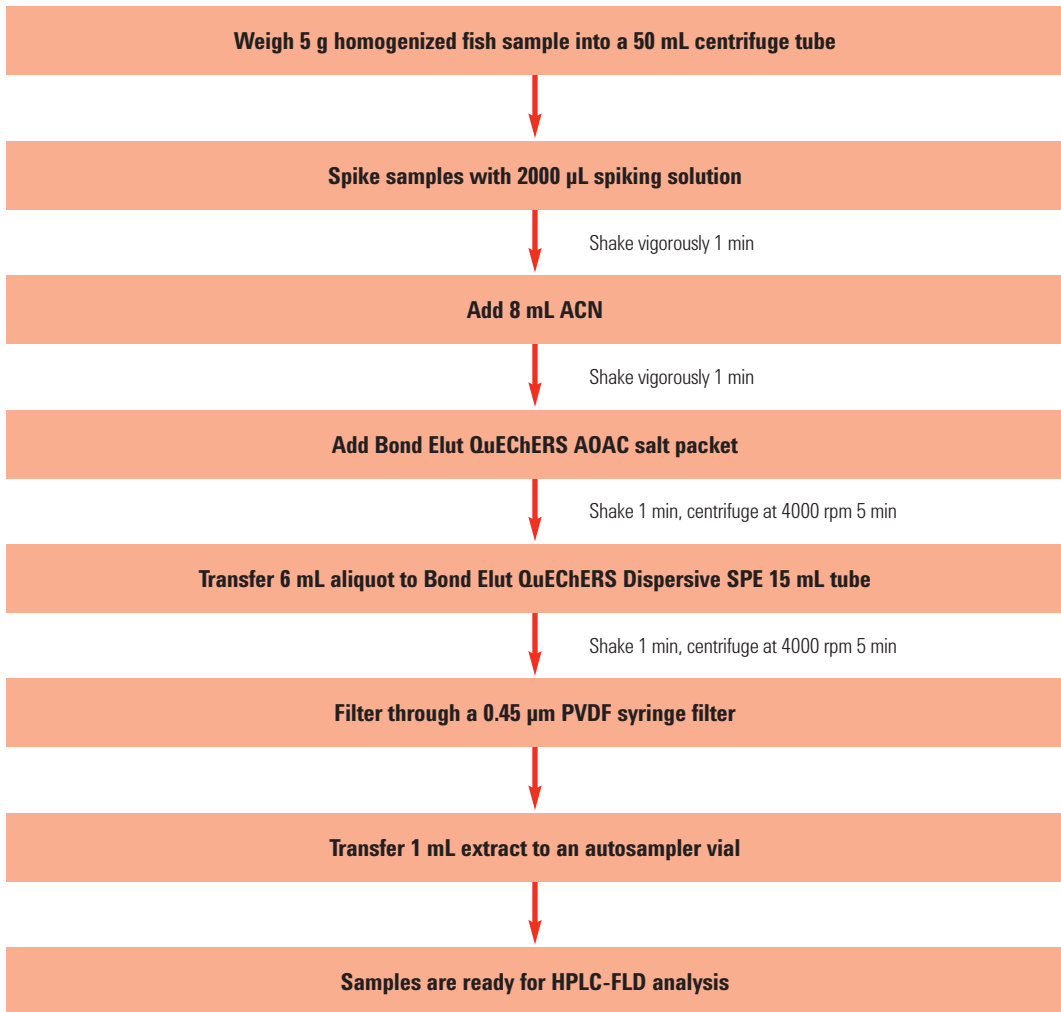 Weigh 5 g homogenized fish sample into a 50 mL centrifuge tube
Spike samples with 2000 µL spiking solution
Shake vigorously 1 min
Add 8 mL ACN
Shake vigorously 1 min
Add Bond Elut QuEChERS AOAC salt packet
Shake 1 min, centrifuge at 4000 rpm 5 min
Transfer 6 mL aliquot to Bond Elut QuEChERS Dispersive SPE 15 mL tube
Shake 1 min, centrifuge at 4000 rpm 5 min
Filter through a 0.45 µm PVDF syringe filter
Transfer 1 mL extract to an autosampler vial
Samples are ready for HPLC-FLD analysis